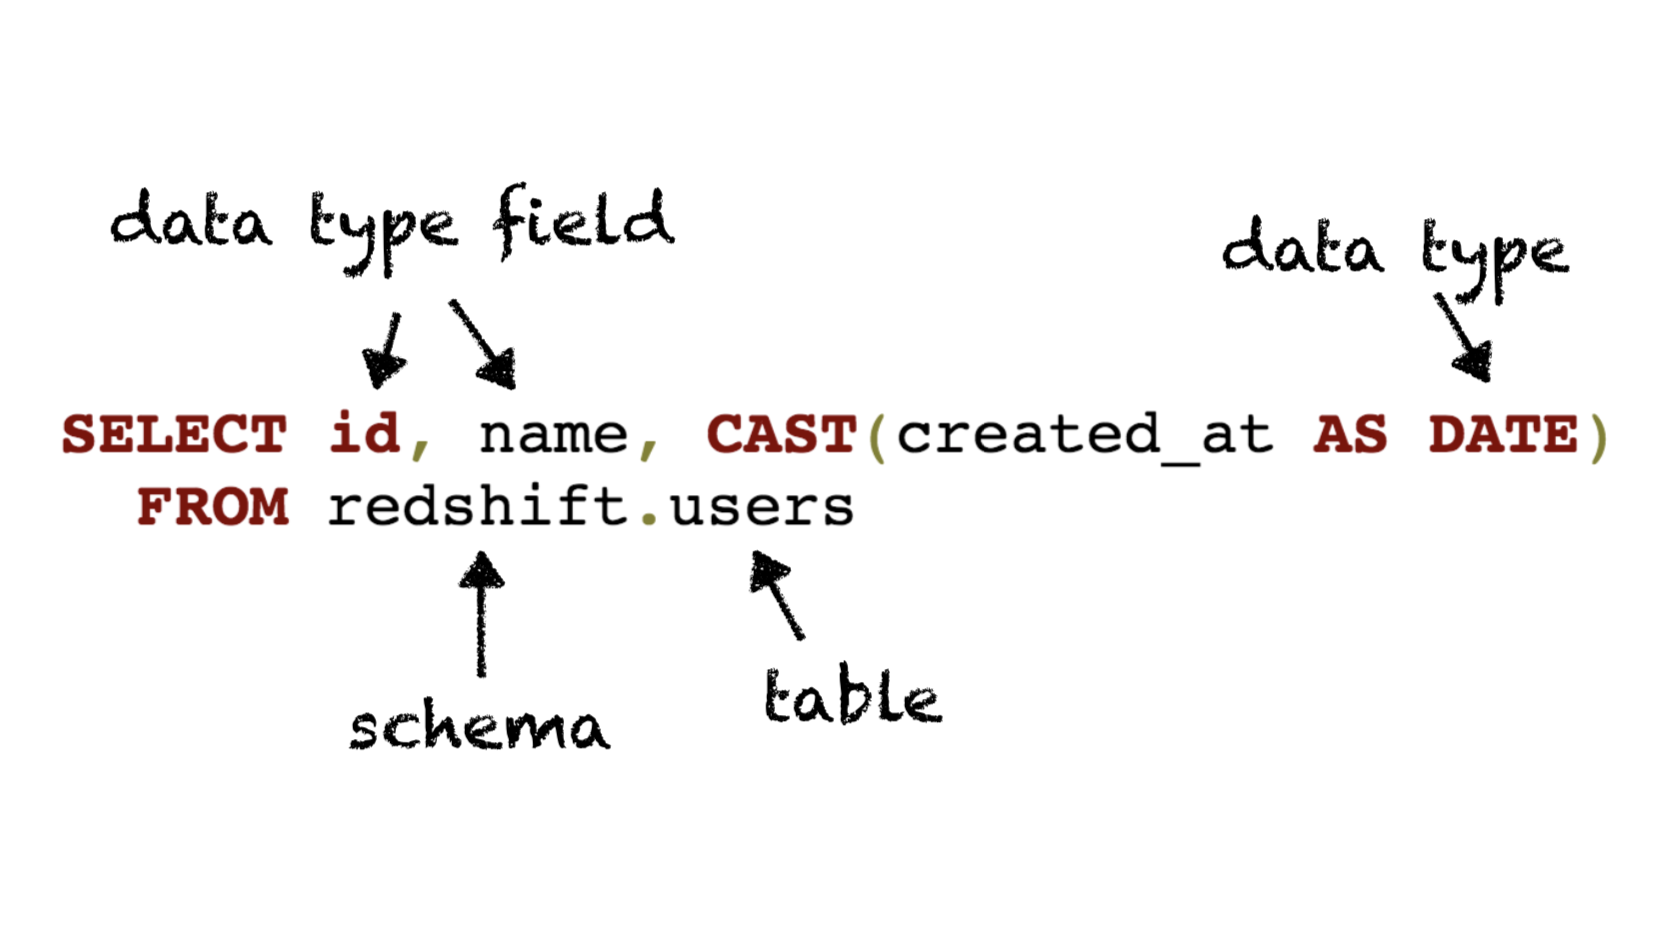 data type field
data type
SELECT id, name, CAST(created_at AS DATE)
FROM redshift.users
schema
table